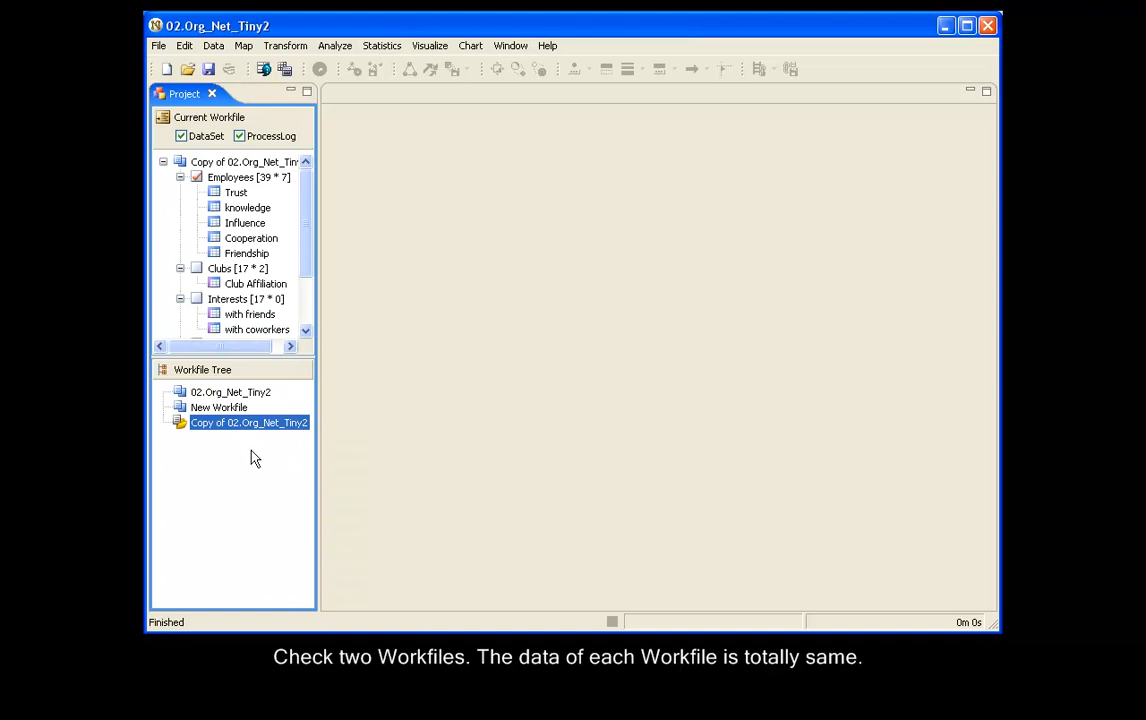 02.Org_Net_Tiny2
File Edit Data Map Transform Analyze Statistics Visualize Chart Window Help
Project
Current Workfile
DataSet ProcessLog
Copy of 02.Org_Net_Tin
Employees [39 * 7]
Trust
knowledge
Influence
Cooperation
Friendship
Clubs [17 * 2]
Club Affiliation
Interests [17 * 0]
with friends
with coworkers
Workfile Tree
02.Org_Net_Tiny2
New Workfile
Copy of 02.Org_Net_Tiny2
Finished 0m 0s
Check two Workfiles. The data of each Workfile is totally same.